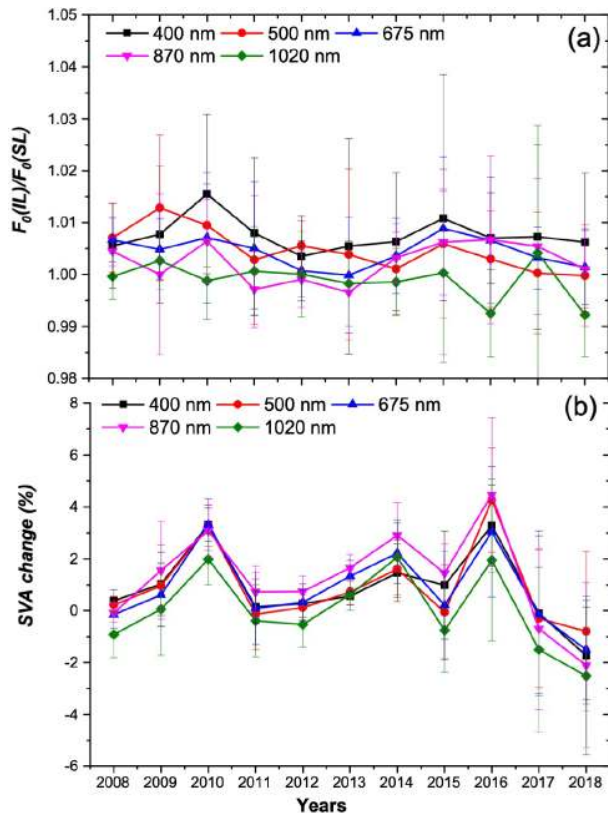 1.05
1.04
1.03
1.02
1.01
1.00
0.99
0.98
F₀(IL)/F₀(SL)
400 nm 500 nm 675 nm
870 nm 1020 nm
(a)
8
6
4
2
0
-2
-4
-6
SVA change (%)
400 nm 500 nm 675 nm
870 nm 1020 nm
(b)
2008 2009 2010 2011 2012 2013 2014 2015 2016 2017 2018
Years